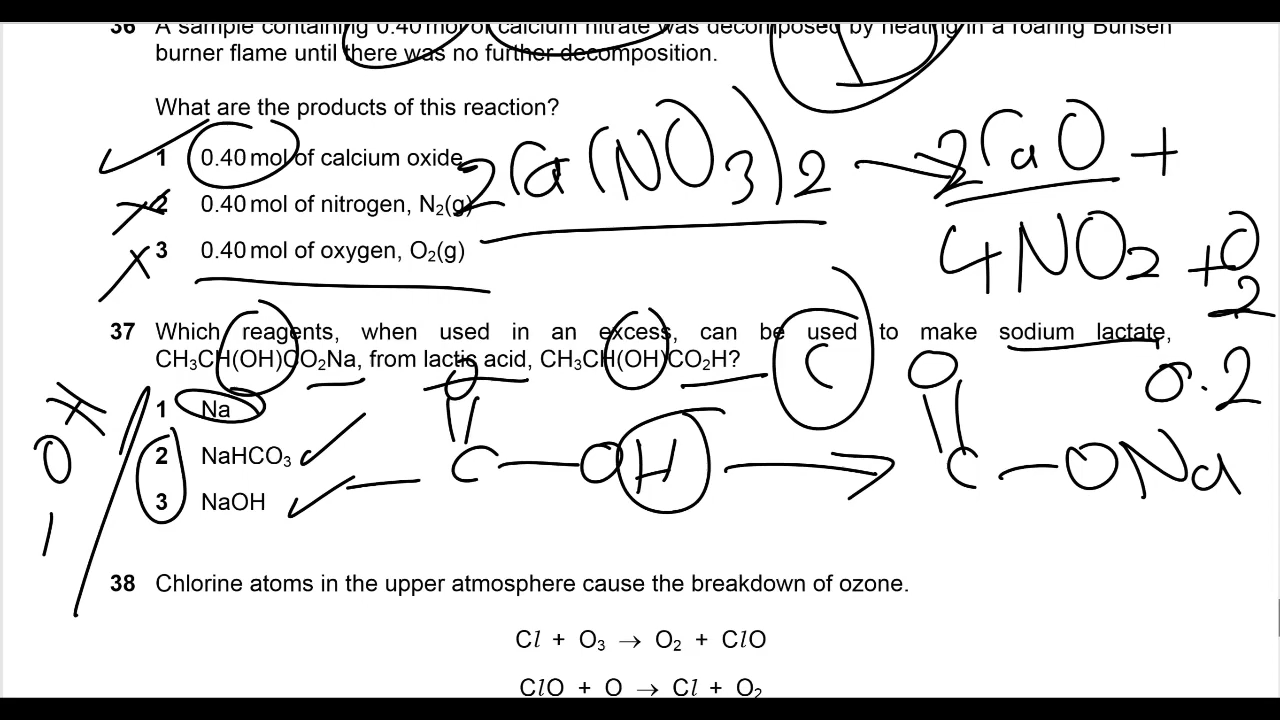 36 A sample containing 0.40 mol of calcium nitrate was decomposed by heating in a roaring Bunsen
burner flame until there was no further decomposition.
D
What are the products of this reaction?
1 0.40 mol of calcium oxide
2 0.40 mol of nitrogen, N₂(g)
3 0.40 mol of oxygen, O₂(g)
2Ca(NO₃)₂ → 2CaO +
4NO₂ + O₂
37 Which reagents, when used in an excess, can be used to make sodium lactate,
CH₃CH(OH)CO₂Na, from lactic acid, CH₃CH(OH)CO₂H?
C
0.2
1 Na
2 NaHCO₃
3 NaOH
OH
O
C—OH → O
C—ONa
38 Chlorine atoms in the upper atmosphere cause the breakdown of ozone.
Cl + O₃ → O₂ + ClO
ClO + O → Cl + O₂